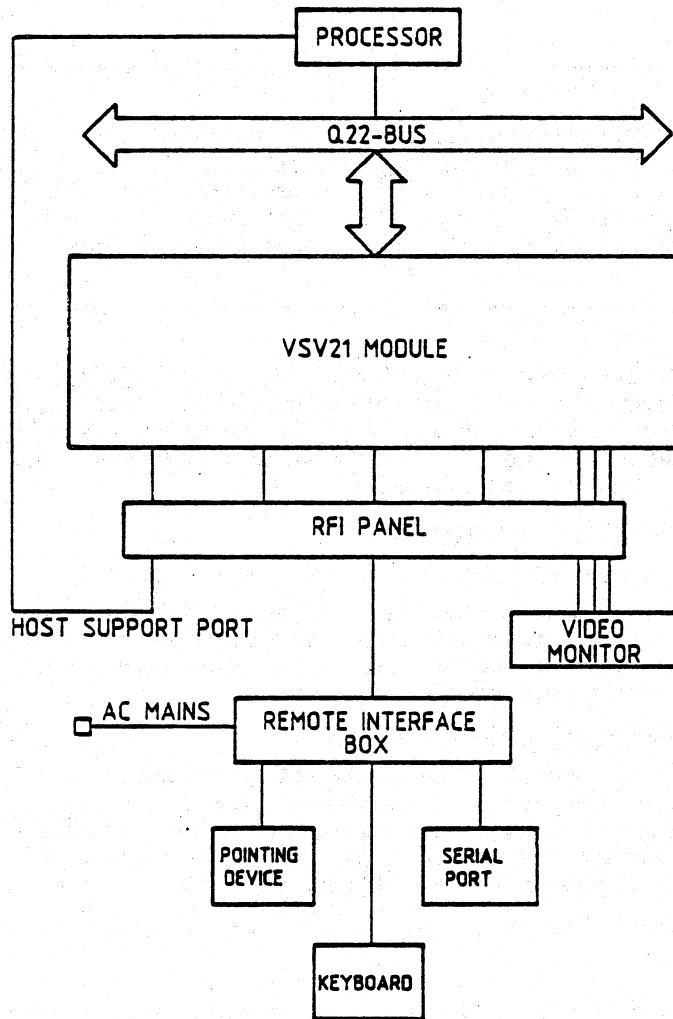 PROCESSOR
Q22-BUS
VSV21 MODULE
RFI PANEL
HOST SUPPORT PORT
VIDEO
MONITOR
AC MAINS
REMOTE INTERFACE
BOX
POINTING
DEVICE
SERIAL
PORT
KEYBOARD